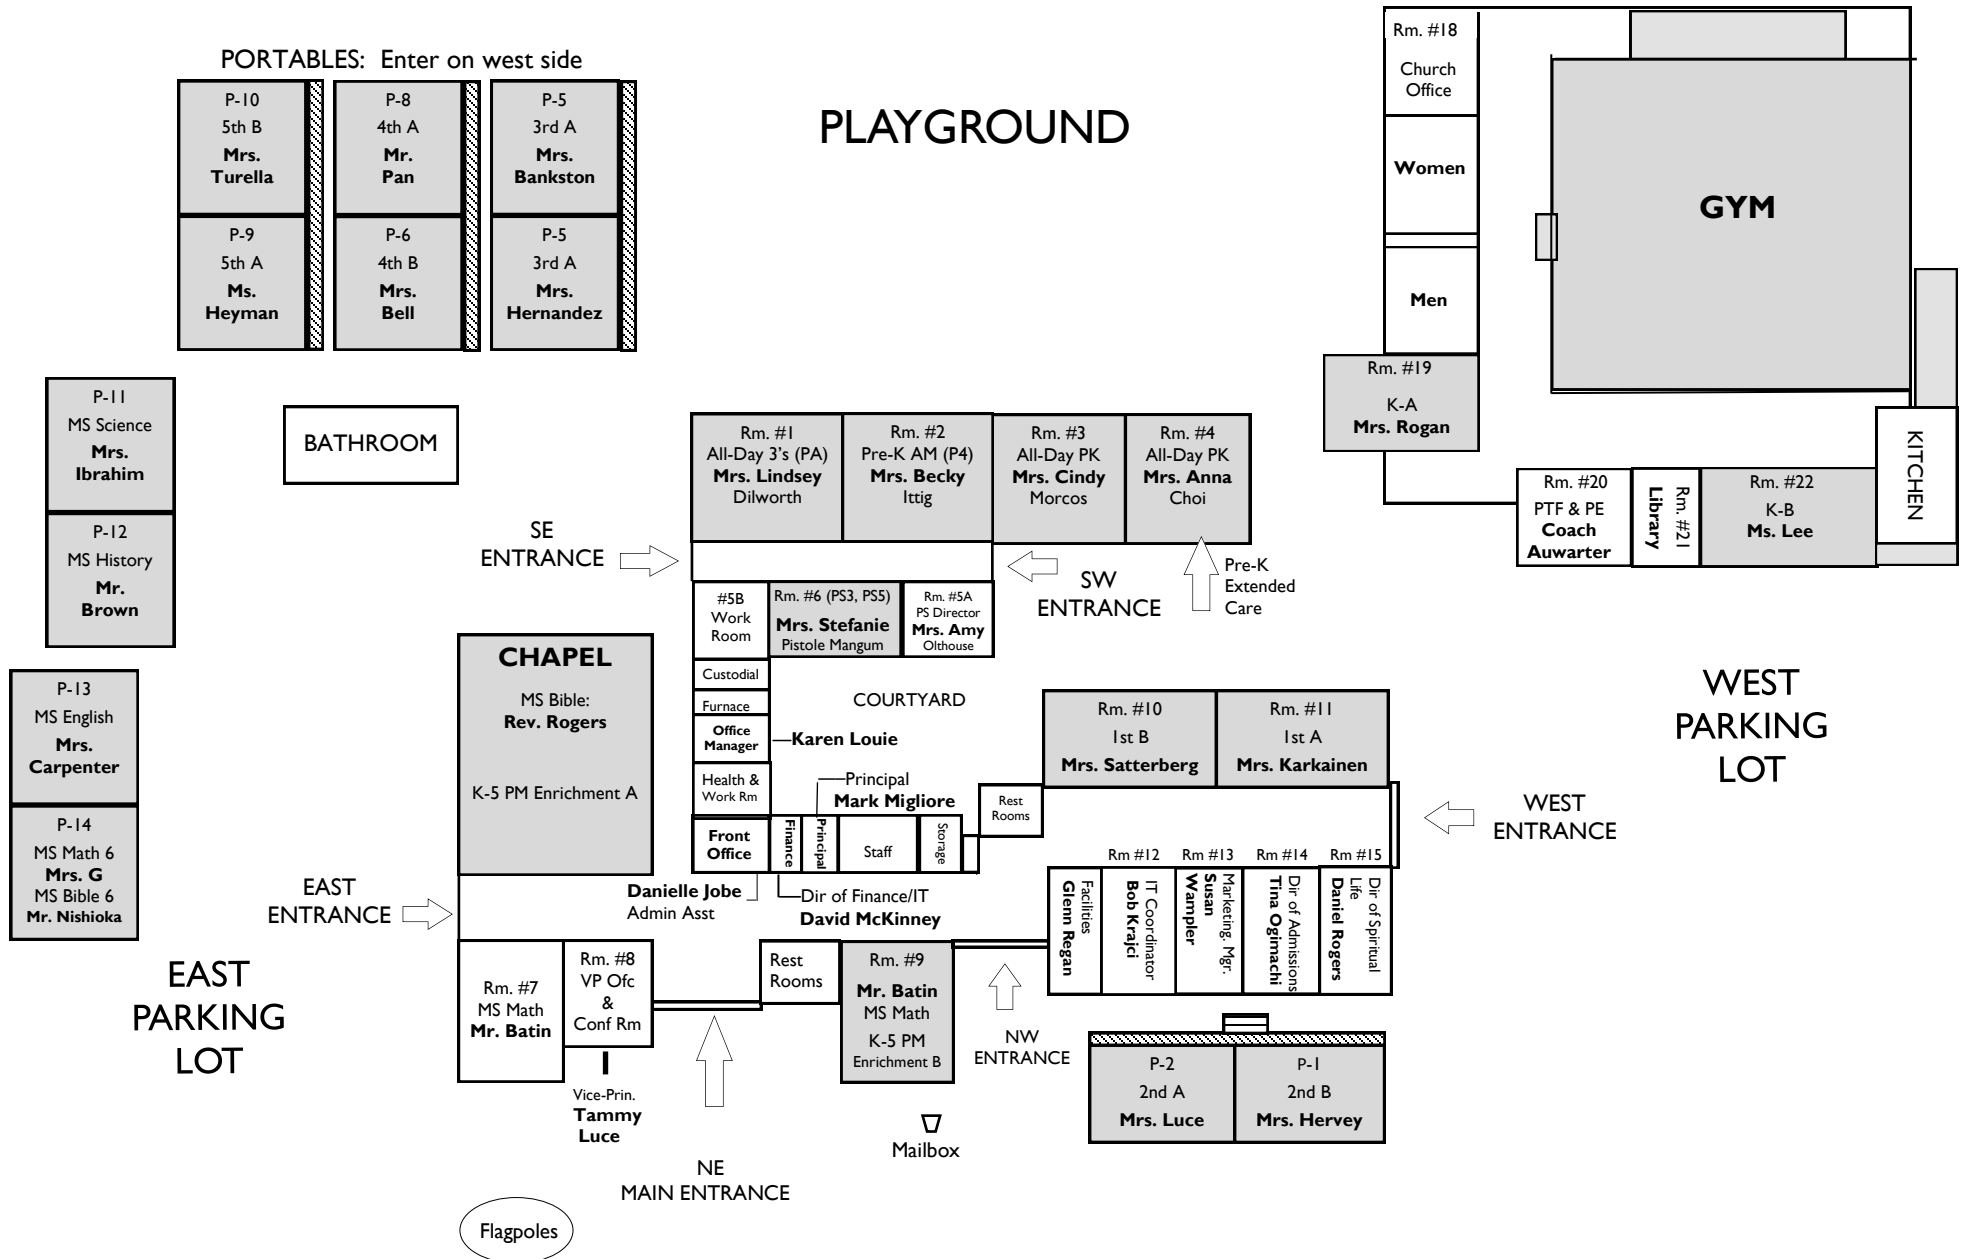 PORTABLES: Enter on west side
P-10
5th B
Mrs.
Turella
P-8
4th A
Mr.
Pan
P-5
3rd A
Mrs.
Bankston
P-9
5th A
Ms.
Heyman
P-6
4th B
Mrs.
Bell
P-5
3rd A
Mrs.
Hernandez
PLAYGROUND
Rm. #18
Church
Office
Women
Men
GYM
Rm. #19
K-A
Mrs. Rogan
KITCHEN
Rm. #20
PTF & PE
Coach
Auwarter
Rm. #21
Library
Rm. #22
K-B
Ms. Lee
P-11
MS Science
Mrs.
Ibrahim
P-12
MS History
Mr.
Brown
BATHROOM
Rm. #1
All-Day 3's (PA)
Mrs. Lindsey
Dilworth
Rm. #2
Pre-K AM (P4)
Mrs. Becky
Ittig
Rm. #3
All-Day PK
Mrs. Cindy
Morcos
Rm. #4
All-Day PK
Mrs. Anna
Choi
SE
ENTRANCE
SW
ENTRANCE
Pre-K
Extended
Care
#5B
Work
Room
Rm. #6 (PS3, PS5)
Mrs. Stefanie
Pistole Mangum
Rm. #5A
PS Director
Mrs. Amy
Olthouse
P-13
MS English
Mrs.
Carpenter
P-14
MS Math 6
Mrs. G
MS Bible 6
Mr. Nishioka
CHAPEL
MS Bible:
Rev. Rogers
K-5 PM Enrichment A
Custodial
Furnace
Office
Manager
Karen Louie
Health &
Work Rm
Front
Office
COURTYARD
Principal
Mark Migliore
Finance
Principal
Staff
Storage
Rest
Rooms
Rm. #10
1st B
Mrs. Satterberg
Rm. #11
1st A
Mrs. Karkainen
WEST
PARKING
LOT
WEST
ENTRANCE
EAST
ENTRANCE
Danielle Jobe
Admin Asst
Dir of Finance/IT
David McKinney
Facilities
Glenn Regan
Rm #12
IT Coordinator
Bob Krajci
Rm #13
Marketing. Mgr.
Susan
Wampler
Rm #14
Dir of Admissions
Tina Ogimachi
Rm #15
Dir of Spiritual
Life
Daniel Rogers
EAST
PARKING
LOT
Rm. #7
MS Math
Mr. Batin
Rm. #8
VP Ofc
&
Conf Rm
Vice-Prin.
Tammy
Luce
Rest
Rooms
Rm. #9
Mr. Batin
MS Math
K-5 PM
Enrichment B
NW
ENTRANCE
P-2
2nd A
Mrs. Luce
P-1
2nd B
Mrs. Hervey
Mailbox
NE
MAIN ENTRANCE
Flagpoles